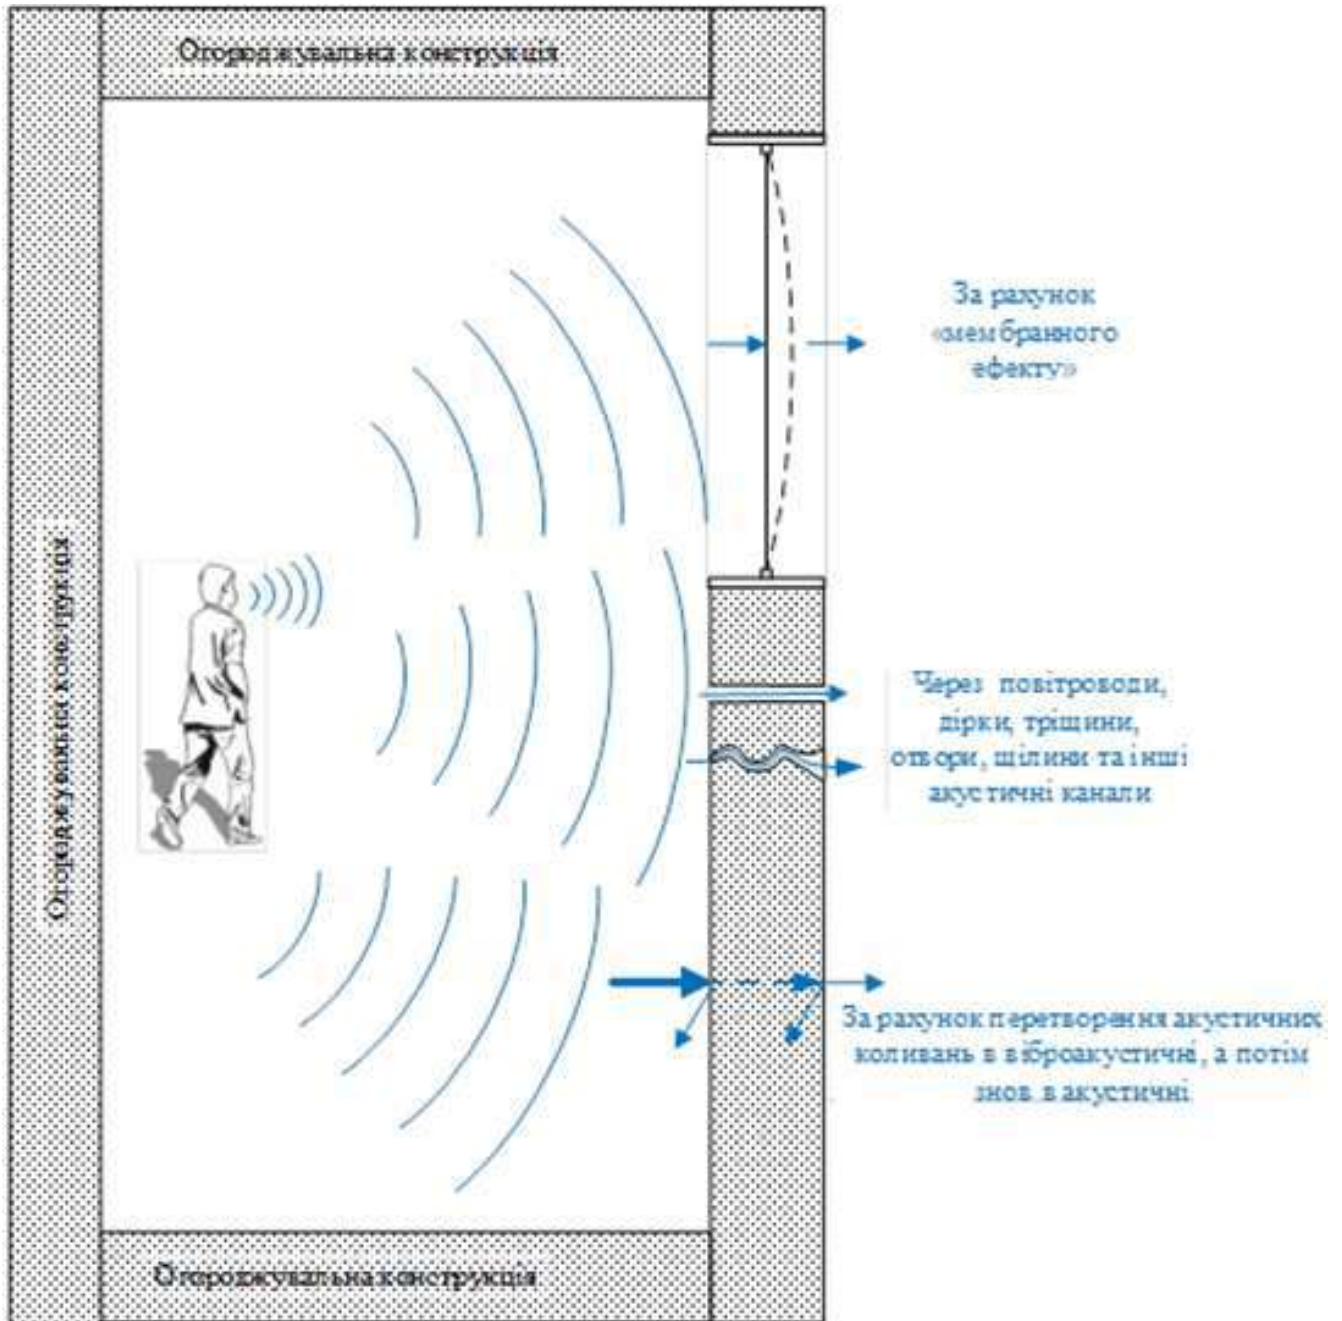 Огороджувальна конструкція
За рахунок
«мембранного
ефекту»
Огороджувальна конструкція
Через повітроводи,
дірки, тріщини,
отвори, щілини та інші
акустичні канали
За рахунок перетворення акустичних
коливань в віброакустичні, а потім
знов в акустичні
Огороджувальна конструкція